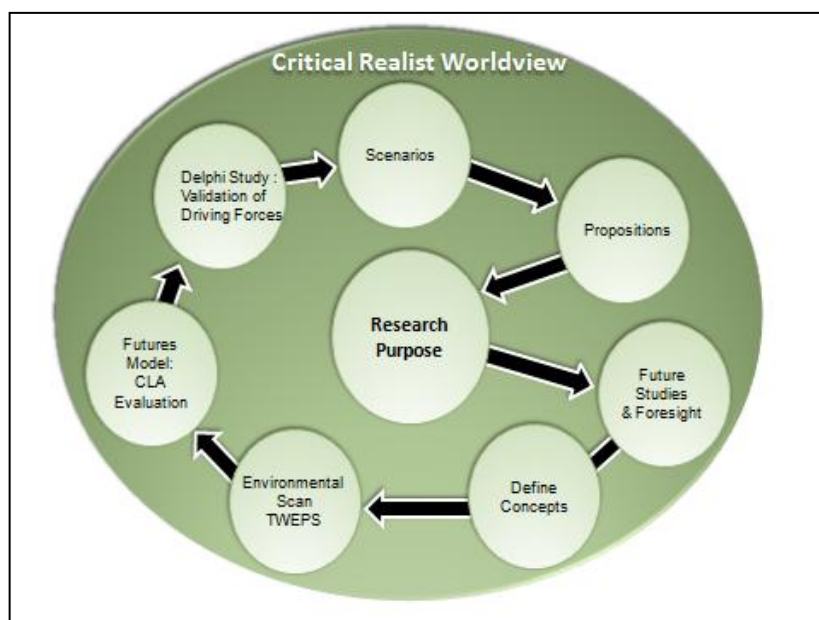 Critical Realist Worldview
Scenarios
Delphi Study :
Validation of
Driving Forces
Propositions
Research
Purpose
Futures
Model:
CLA
Evaluation
Future
Studies
& Foresight
Environmental
Scan
TWEPS
Define
Concepts